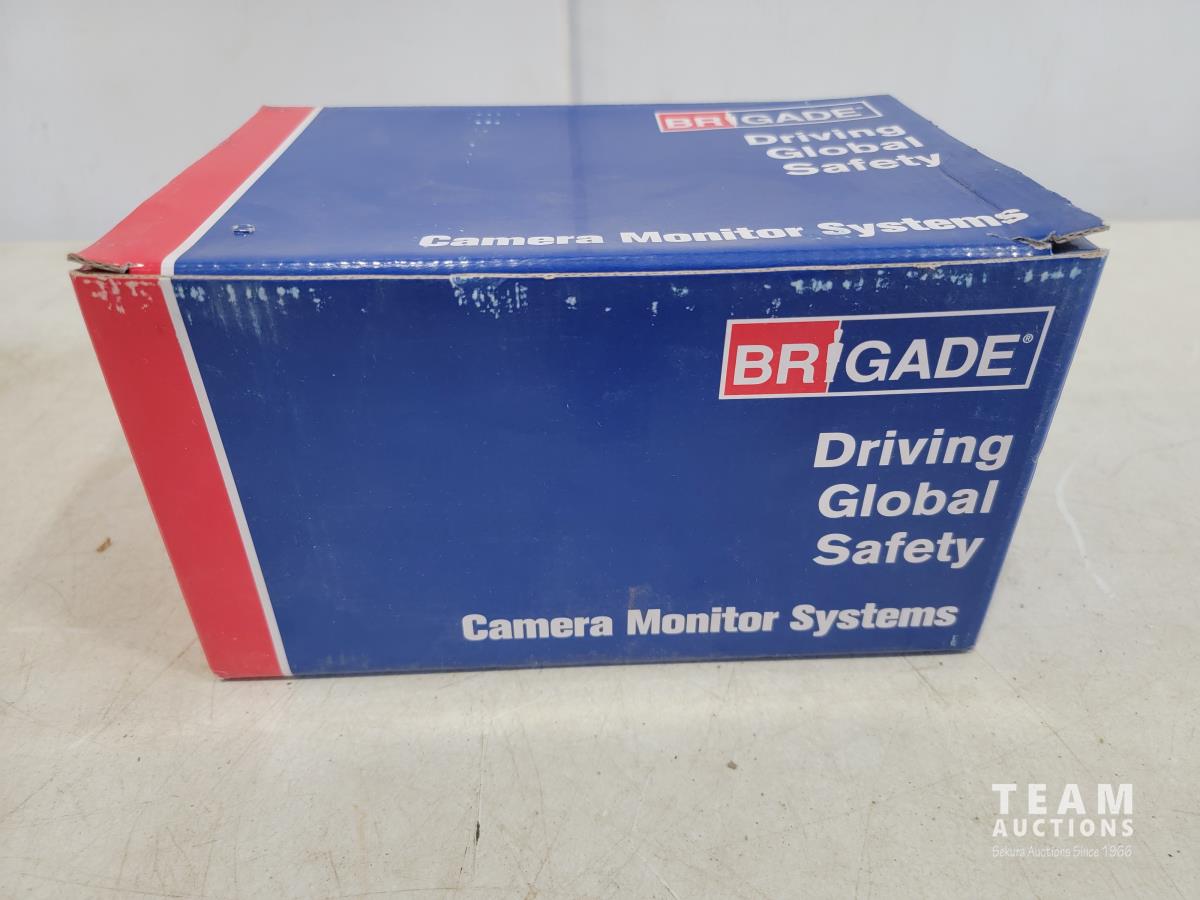 BRIGADE
Driving
Global
Safety
Camera Monitor Systems
BRIGADE®
Driving
Global
Safety
Camera Monitor Systems
TEAM
AUCTIONS
Sekura Auctions Since 1966